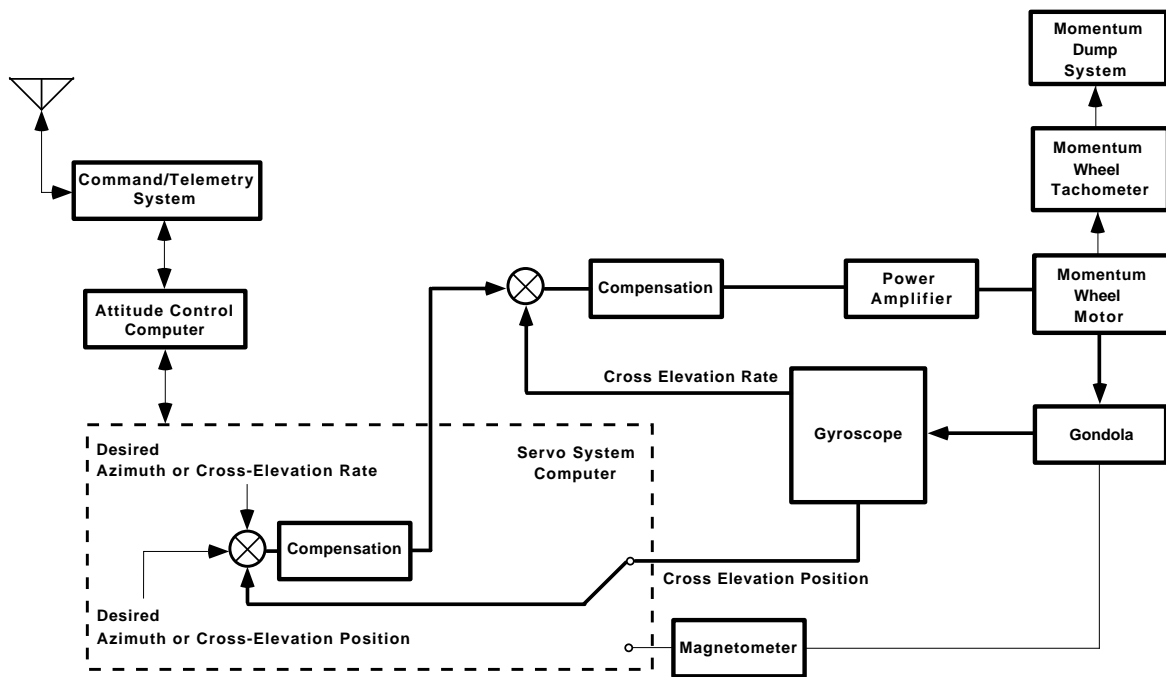 Momentum
Dump
System
Momentum
Wheel
Tachometer
Command/Telemetry
System
Compensation
Power
Amplifier
Momentum
Wheel
Motor
Attitude Control
Computer
Cross Elevation Rate
Gyroscope
Gondola
Desired
Azimuth or Cross-Elevation Rate
Servo System
Computer
Compensation
Cross Elevation Position
Desired
Azimuth or Cross-Elevation Position
Magnetometer